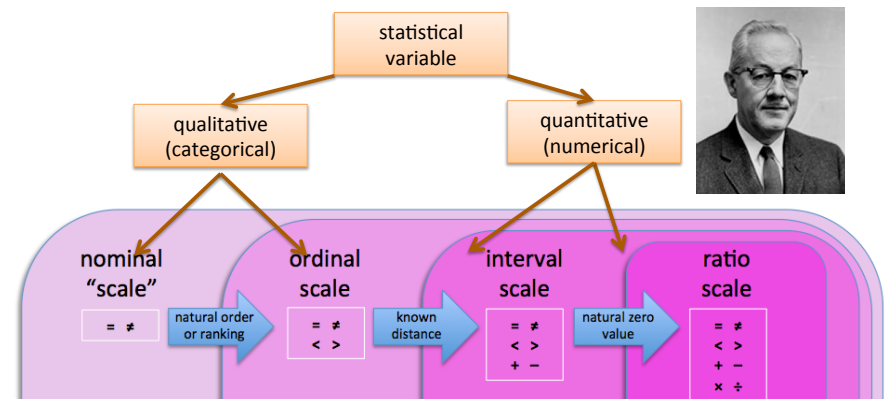 statistical
variable
qualitative
(categorical)
quantitative
(numerical)
nominal
“scale”
= ≠
natural order
or ranking
ordinal
scale
= ≠
< >
known
distance
interval
scale
= ≠
< >
+ −
natural zero
value
ratio
scale
= ≠
< >
+ −
× ÷